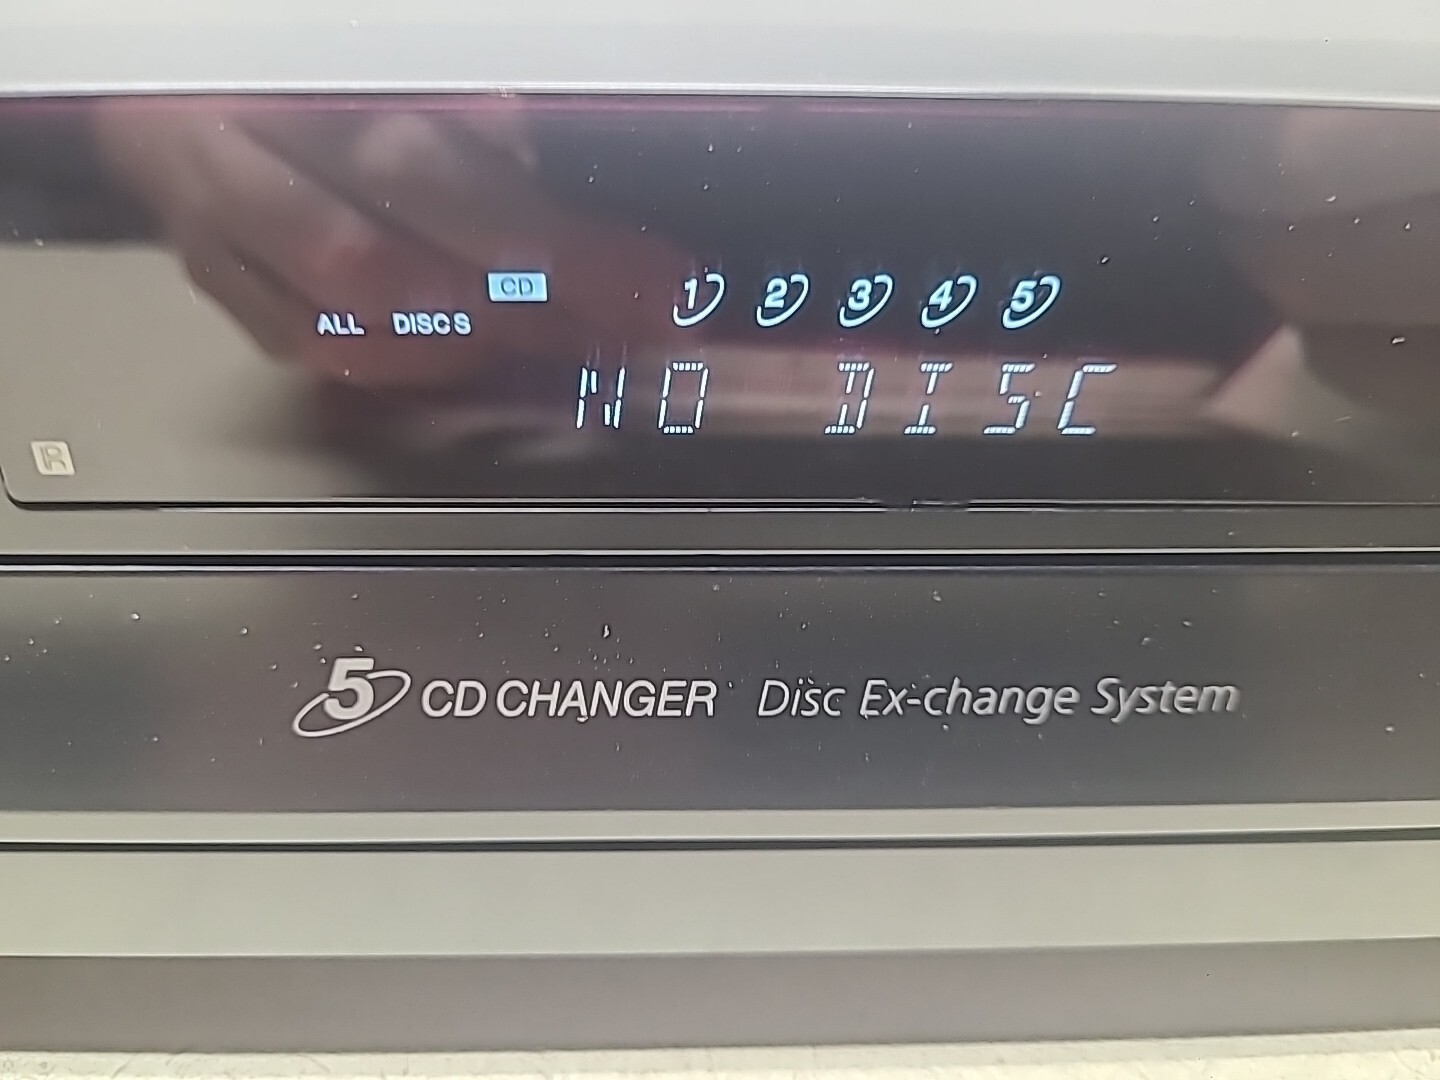 CD
1 2 3 4 5
ALL DISCS
NO DISC
R
5 CD CHANGER Disc Ex-change System